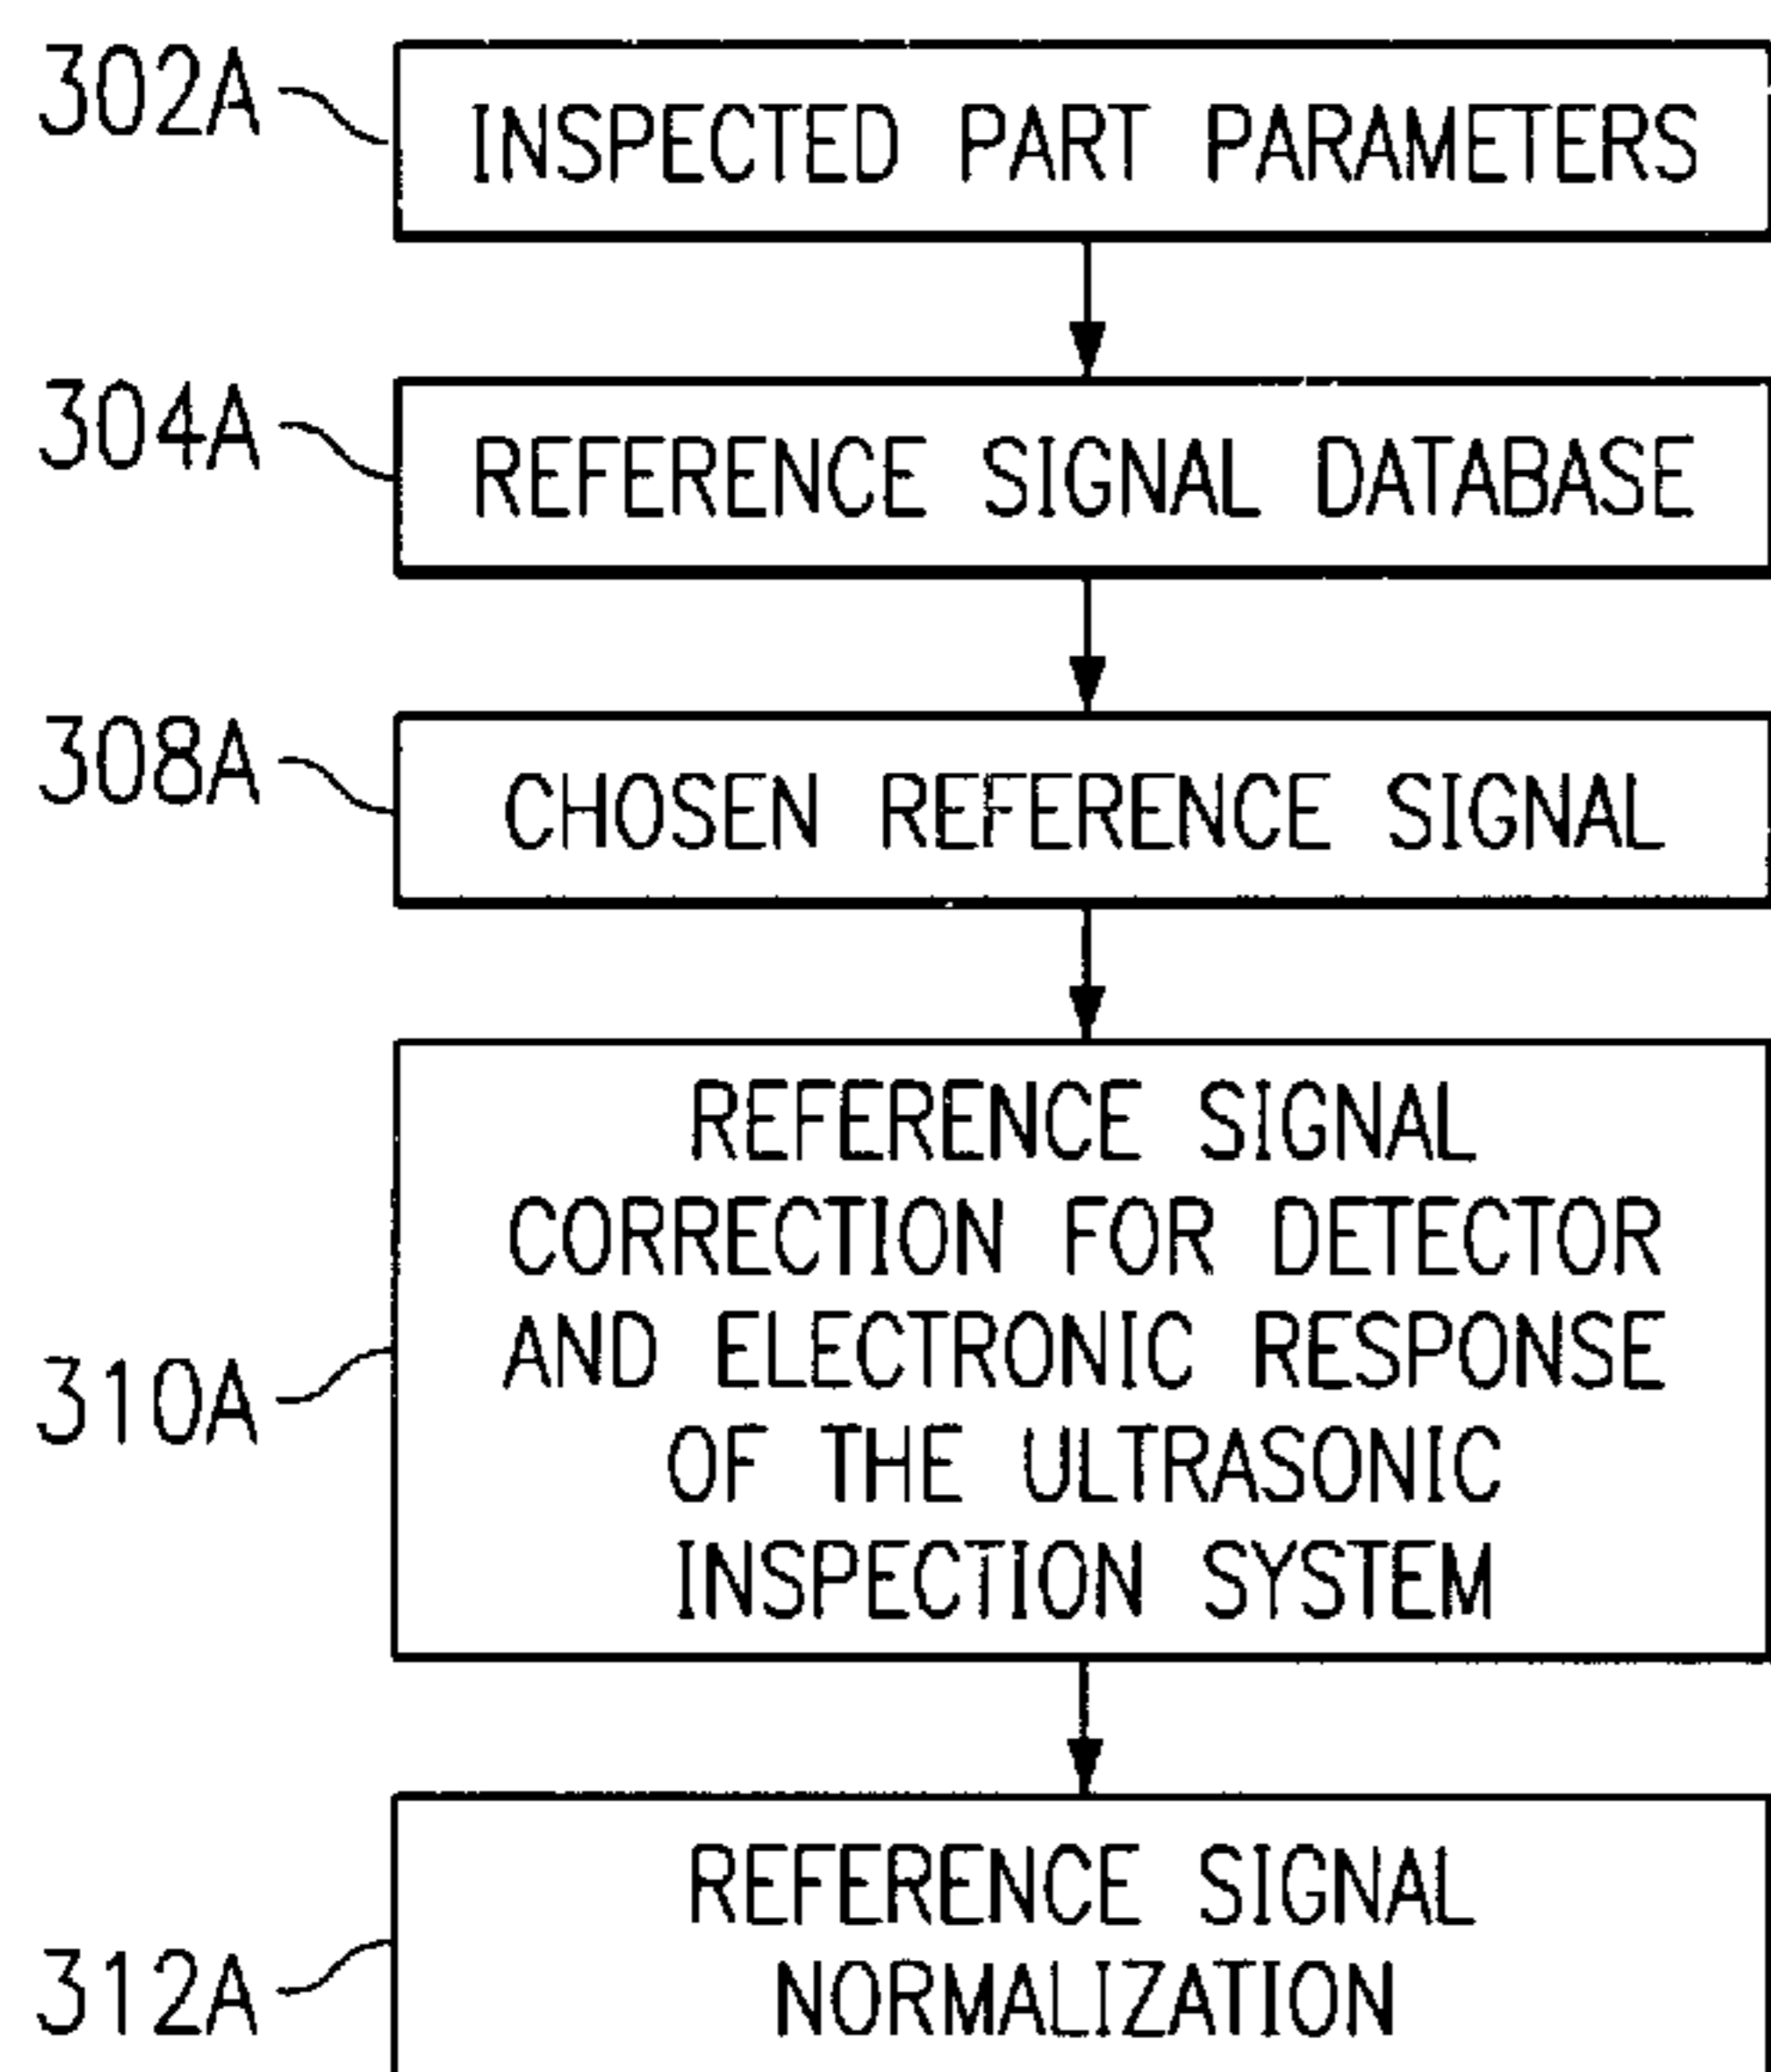 302A
INSPECTED PART PARAMETERS
304A
REFERENCE SIGNAL DATABASE
308A
CHOSEN REFERENCE SIGNAL
310A
REFERENCE SIGNAL
CORRECTION FOR DETECTOR
AND ELECTRONIC RESPONSE
OF THE ULTRASONIC
INSPECTION SYSTEM
312A
REFERENCE SIGNAL
NORMALIZATION